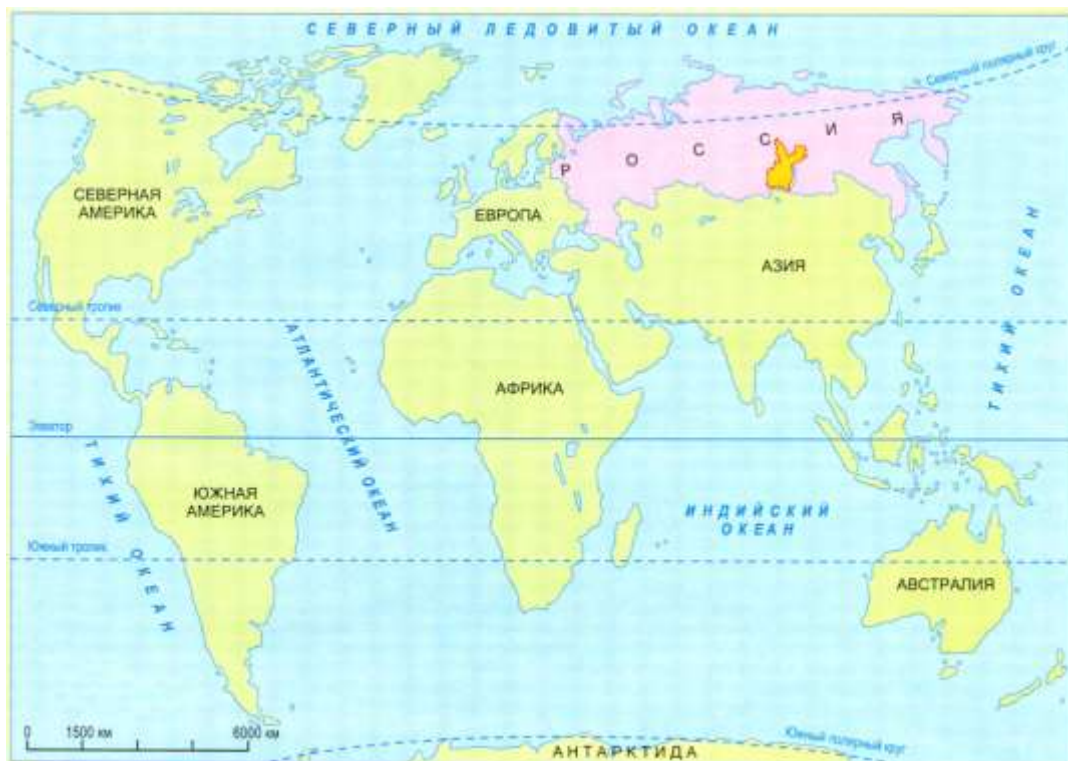 СЕВЕРНЫЙ ЛЕДОВИТЫЙ ОКЕАН
Северный полярный круг
РОССИЯ
СЕВЕРНАЯ
АМЕРИКА
ЕВРОПА
АЗИЯ
Северный тропик
АТЛАНТИЧЕСКИЙ ОКЕАН
ТИХИЙ ОКЕАН
АФРИКА
Экватор
ТИХИЙ ОКЕАН
ЮЖНАЯ
АМЕРИКА
ИНДИЙСКИЙ
ОКЕАН
Южный тропик
АВСТРАЛИЯ
0 1500 км 6000 км
Южный полярный круг
АНТАРКТИДА